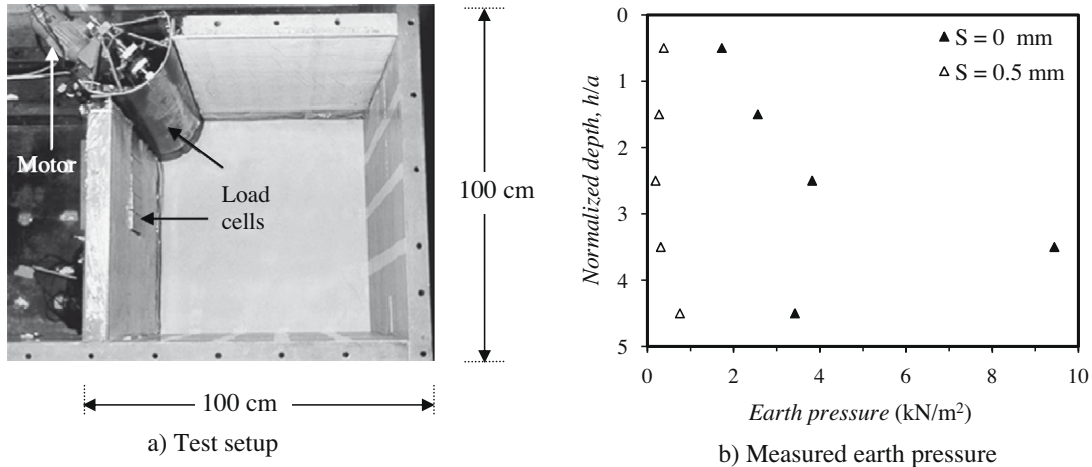 Motor
Load
cells
100 cm
100 cm
a) Test setup
0
1
2
3
4
5
Normalized depth, h/a
S = 0 mm
S = 0.5 mm
0 2 4 6 8 10
Earth pressure (kN/m²)
b) Measured earth pressure